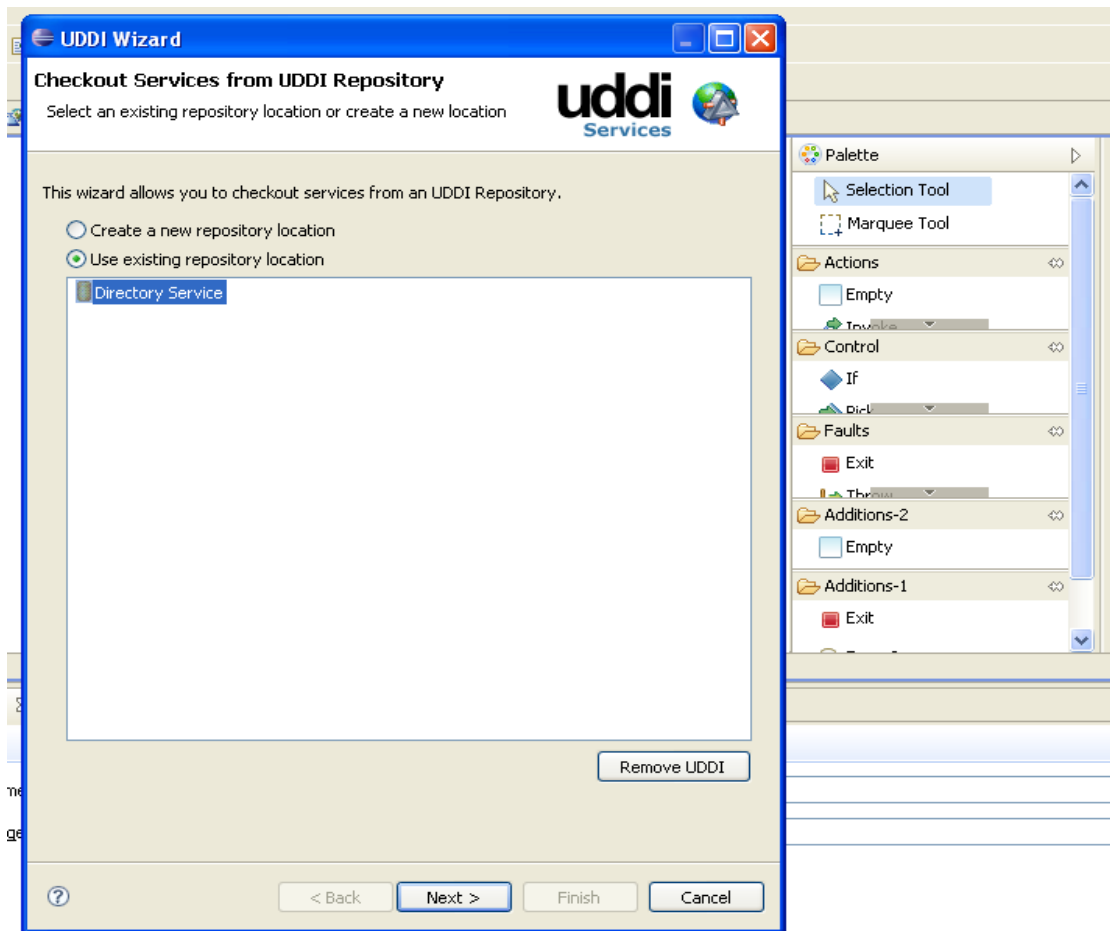 UDDI Wizard
Checkout Services from UDDI Repository
Select an existing repository location or create a new location
uddi
Services
This wizard allows you to checkout services from an UDDI Repository.
Create a new repository location
Use existing repository location
Directory Service
Remove UDDI
< Back
Next >
Finish
Cancel
Palette
Selection Tool
Marquee Tool
Actions
Empty
Control
If
Faults
Exit
Additions-2
Empty
Additions-1
Exit